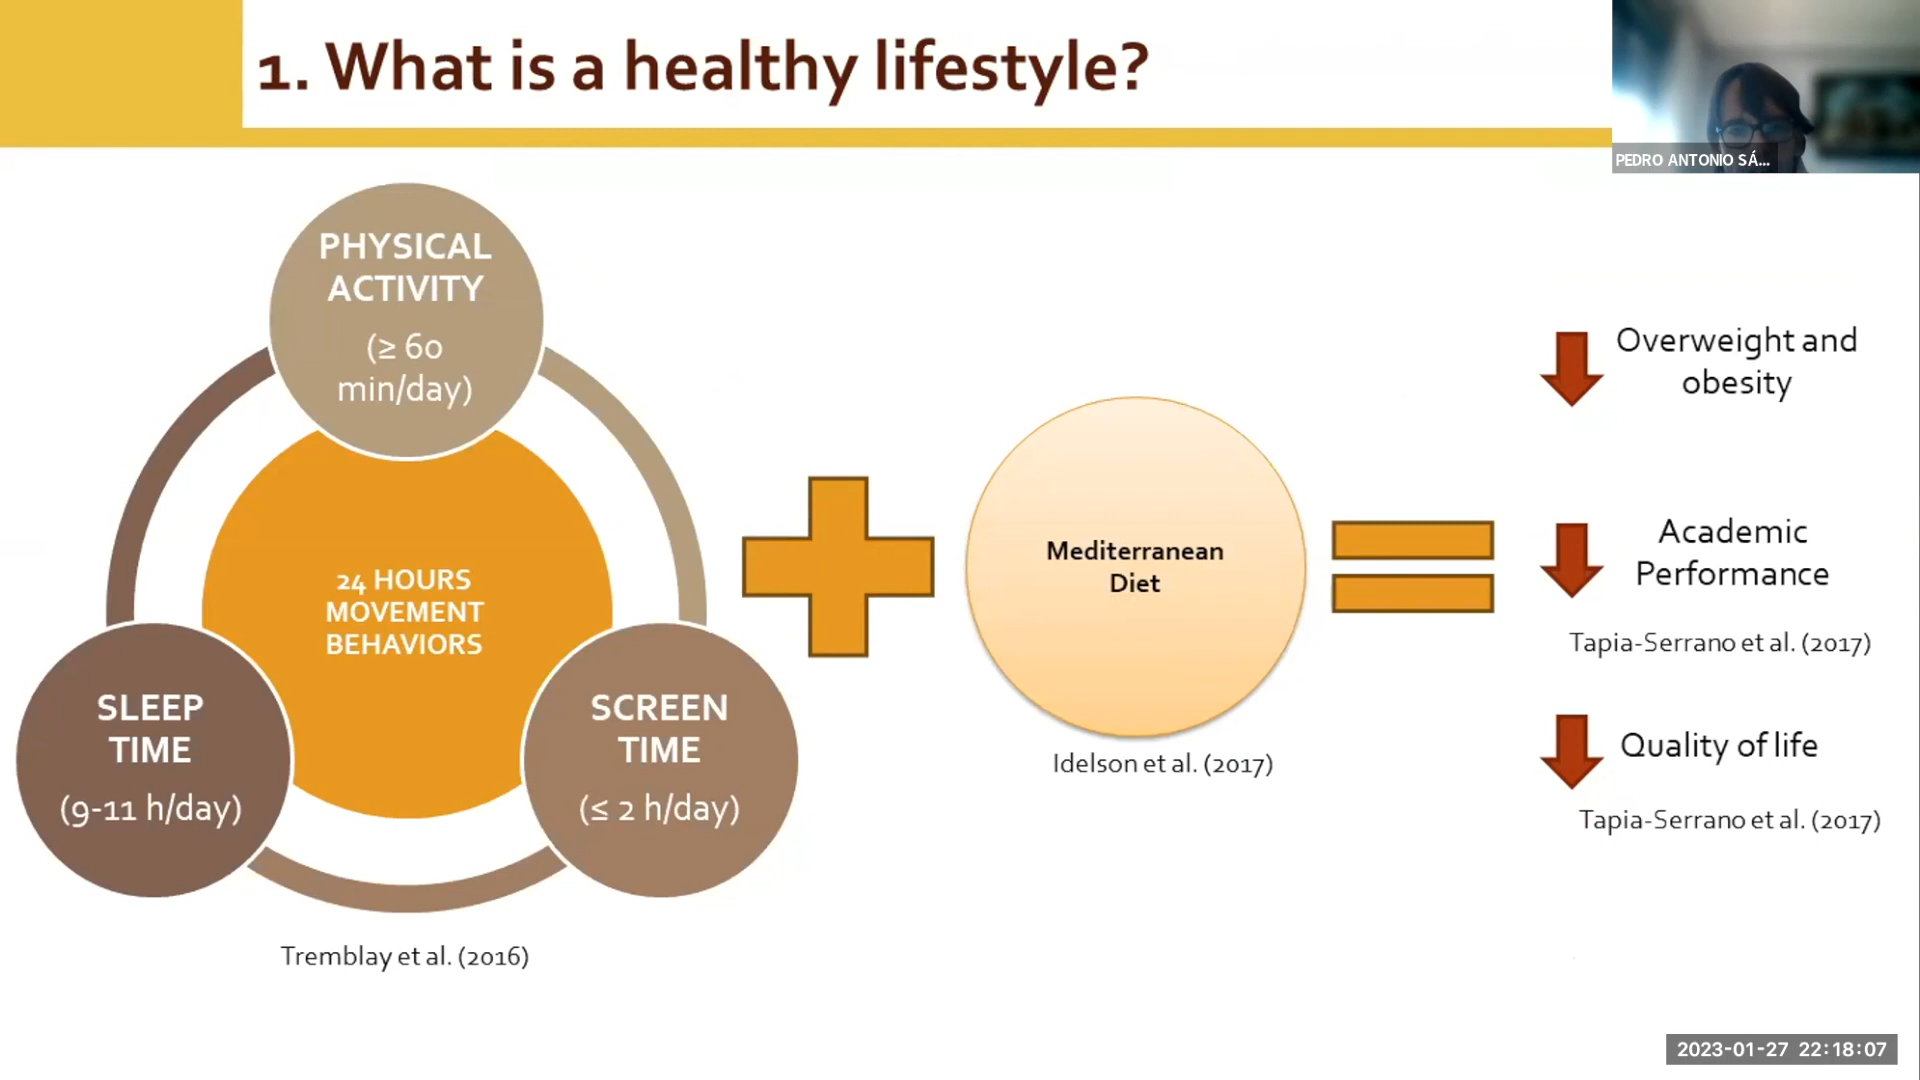 1. What is a healthy lifestyle?
PEDRO ANTONIO SÁ...
PHYSICAL
ACTIVITY
(≥ 60
min/day)
24 HOURS
MOVEMENT
BEHAVIORS
SLEEP
TIME
(9-11 h/day)
SCREEN
TIME
(≤ 2 h/day)
Tremblay et al. (2016)
Mediterranean
Diet
Idelson et al. (2017)
Overweight and
obesity
Academic
Performance
Tapia-Serrano et al. (2017)
Quality of life
Tapia-Serrano et al. (2017)
2023-01-27 22:18:07